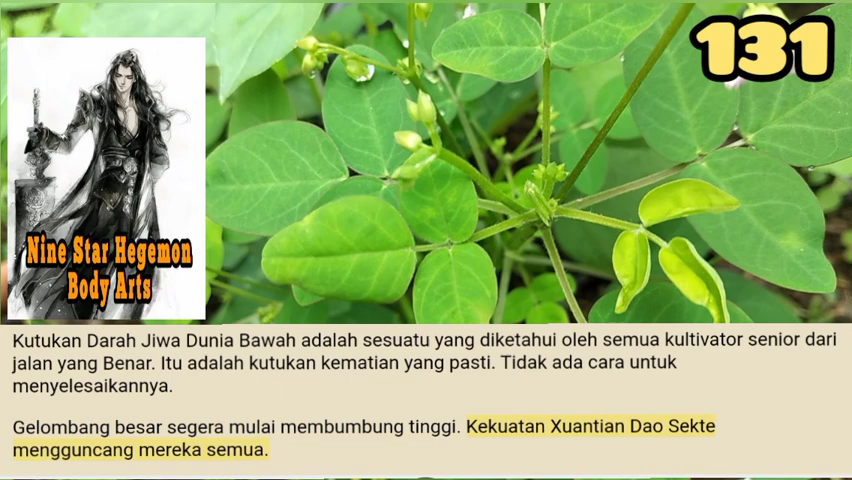 131
Nine Star Hegemon
Body Arts
Kutukan Darah Jiwa Dunia Bawah adalah sesuatu yang diketahui oleh semua kultivator senior dari
jalan yang Benar. Itu adalah kutukan kematian yang pasti. Tidak ada cara untuk
menyelesaikannya.
Gelombang besar segera mulai membumbung tinggi. Kekuatan Xuantian Dao Sekte
mengguncang mereka semua.